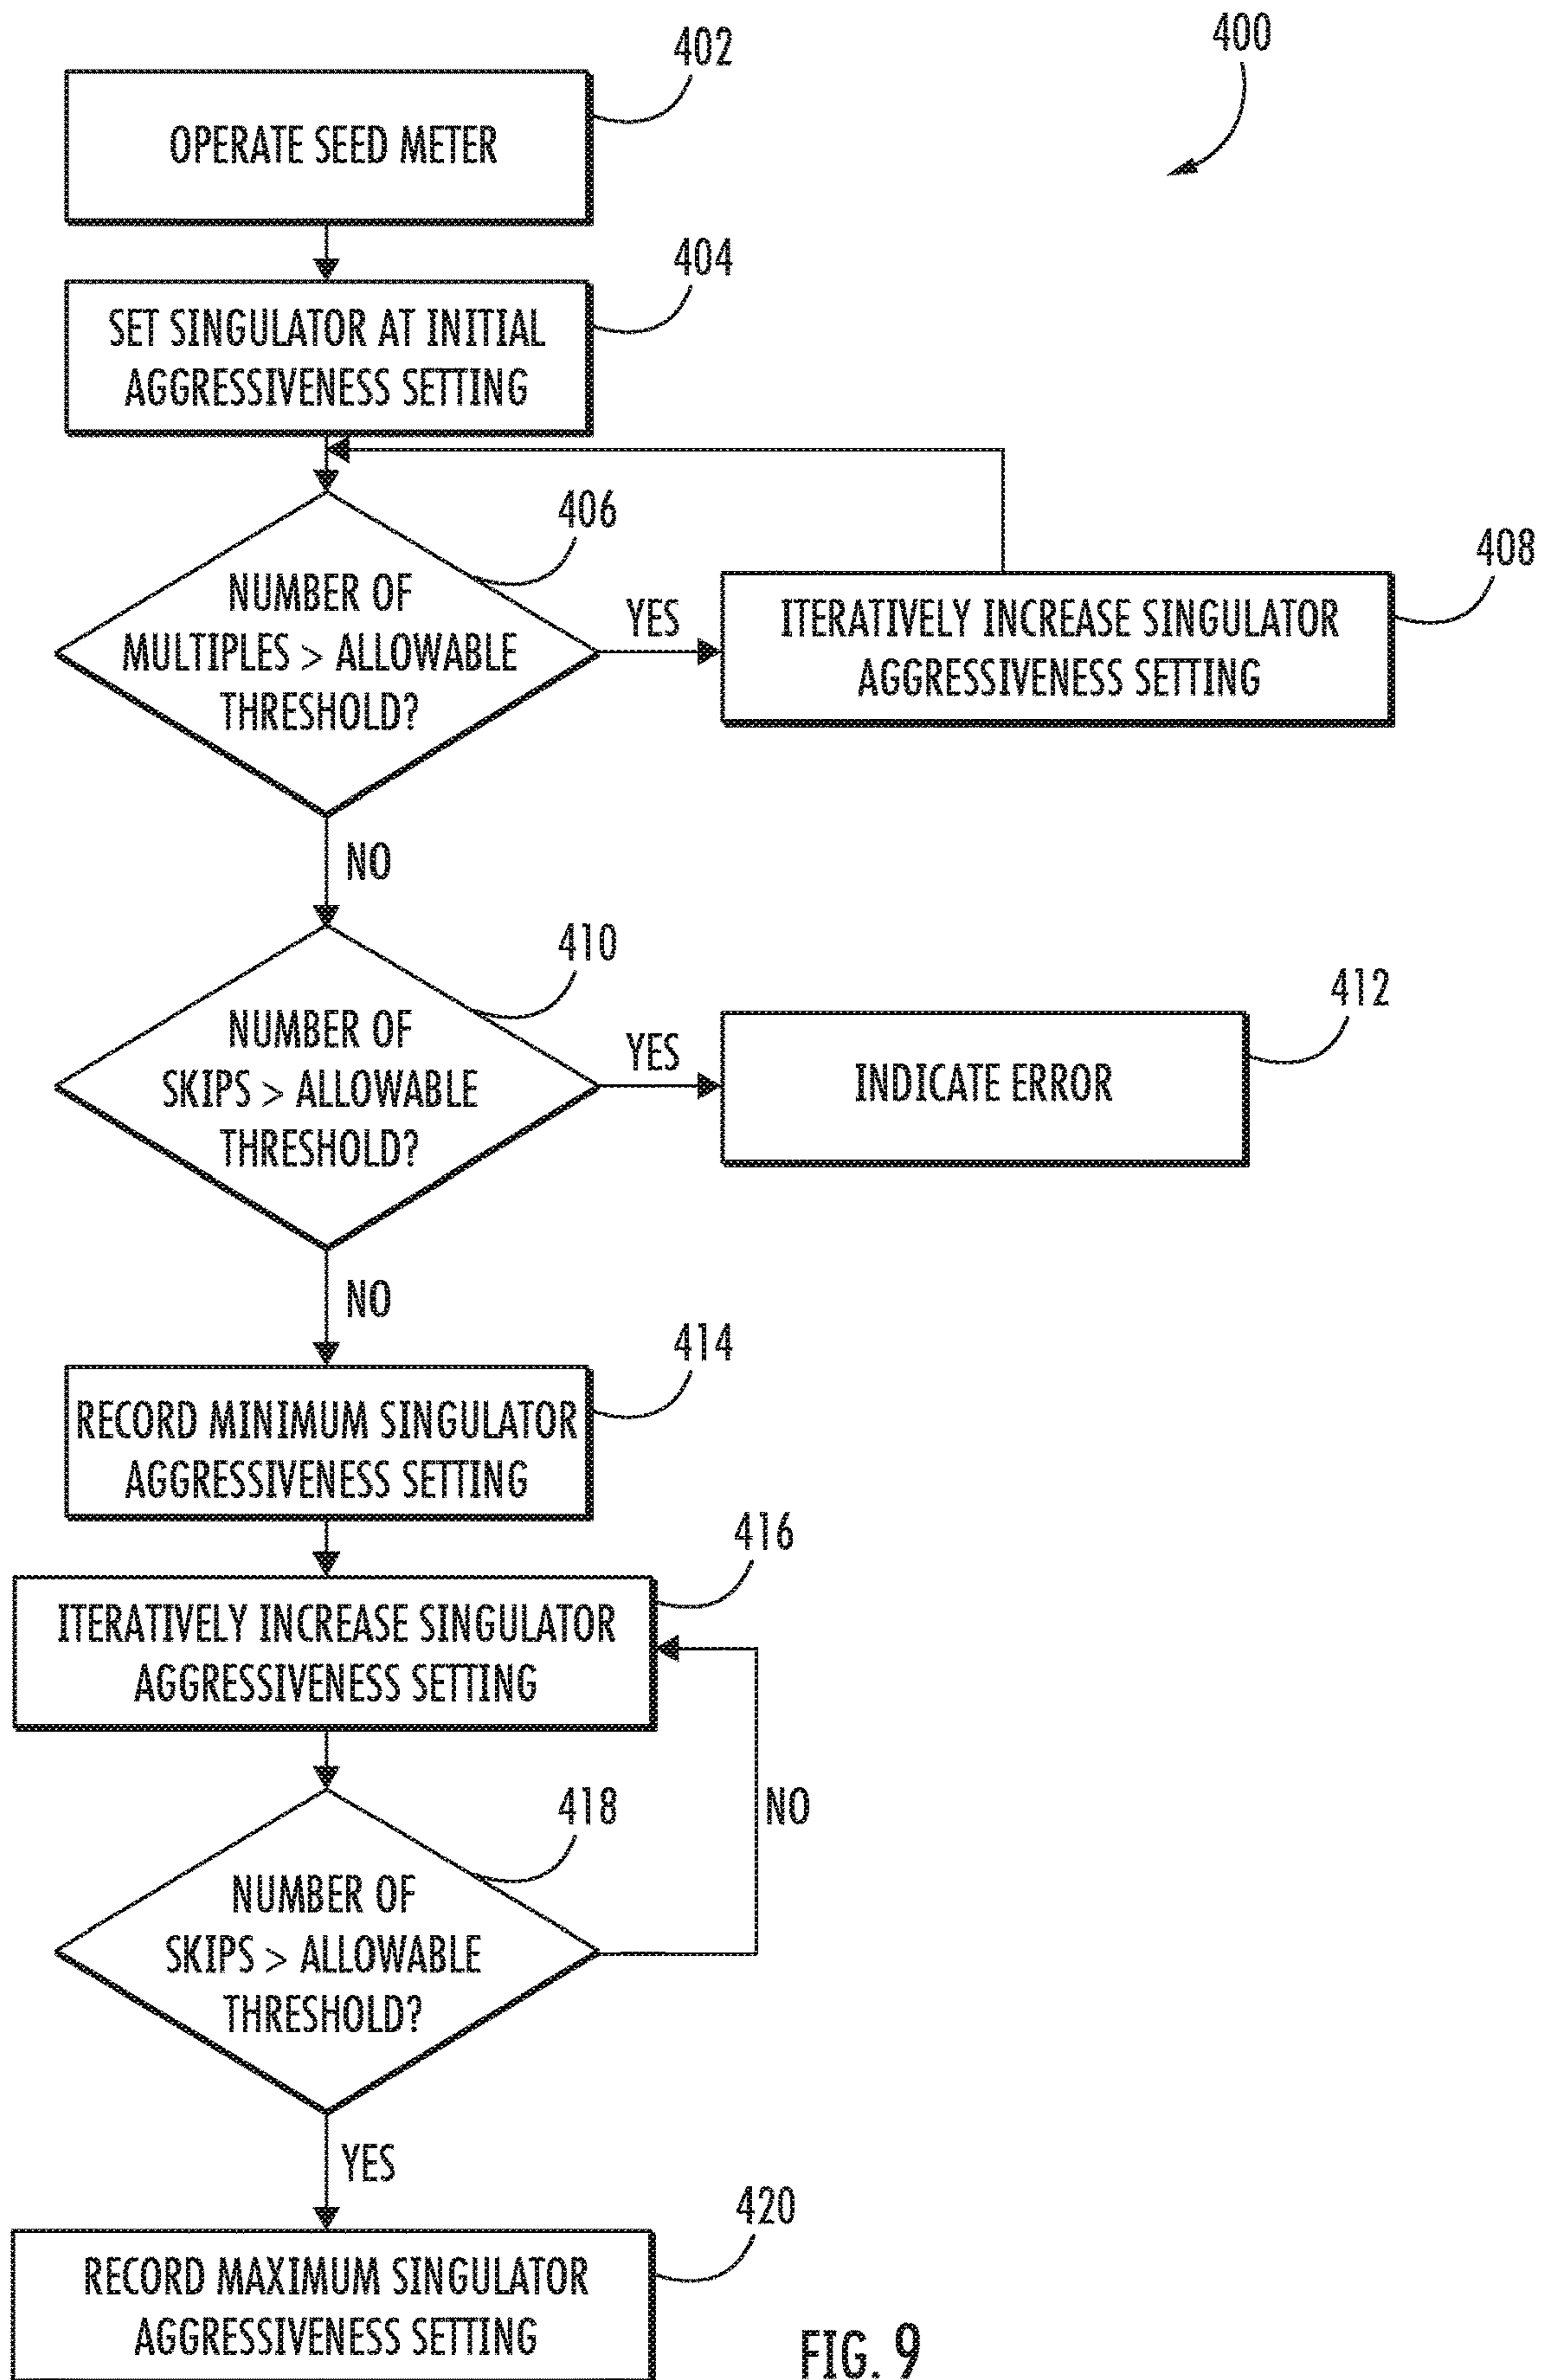 400
402
OPERATE SEED METER
404
SET SINGULATOR AT INITIAL
AGGRESSIVENESS SETTING
406
NUMBER OF
MULTIPLES > ALLOWABLE
THRESHOLD?
YES
408
ITERATIVELY INCREASE SINGULATOR
AGGRESSIVENESS SETTING
NO
410
NUMBER OF
SKIPS > ALLOWABLE
THRESHOLD?
YES
412
INDICATE ERROR
NO
414
RECORD MINIMUM SINGULATOR
AGGRESSIVENESS SETTING
416
ITERATIVELY INCREASE SINGULATOR
AGGRESSIVENESS SETTING
418
NUMBER OF
SKIPS > ALLOWABLE
THRESHOLD?
NO
YES
420
RECORD MAXIMUM SINGULATOR
AGGRESSIVENESS SETTING
FIG. 9